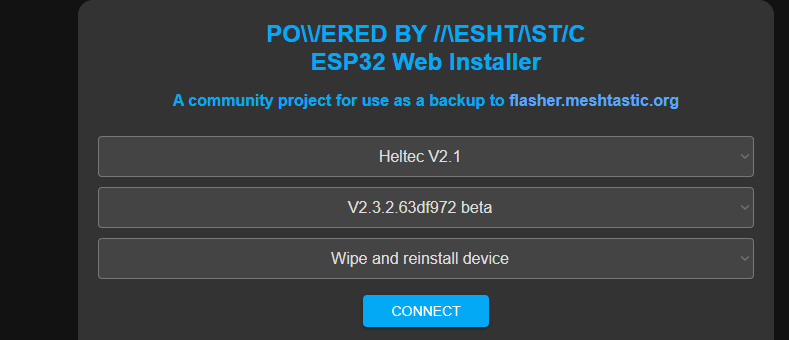 PO\\/ERED BY //\ESHT/\ST/C
ESP32 Web Installer
A community project for use as a backup to flasher.meshtastic.org
Heltec V2.1
V2.3.2.63df972 beta
Wipe and reinstall device
CONNECT